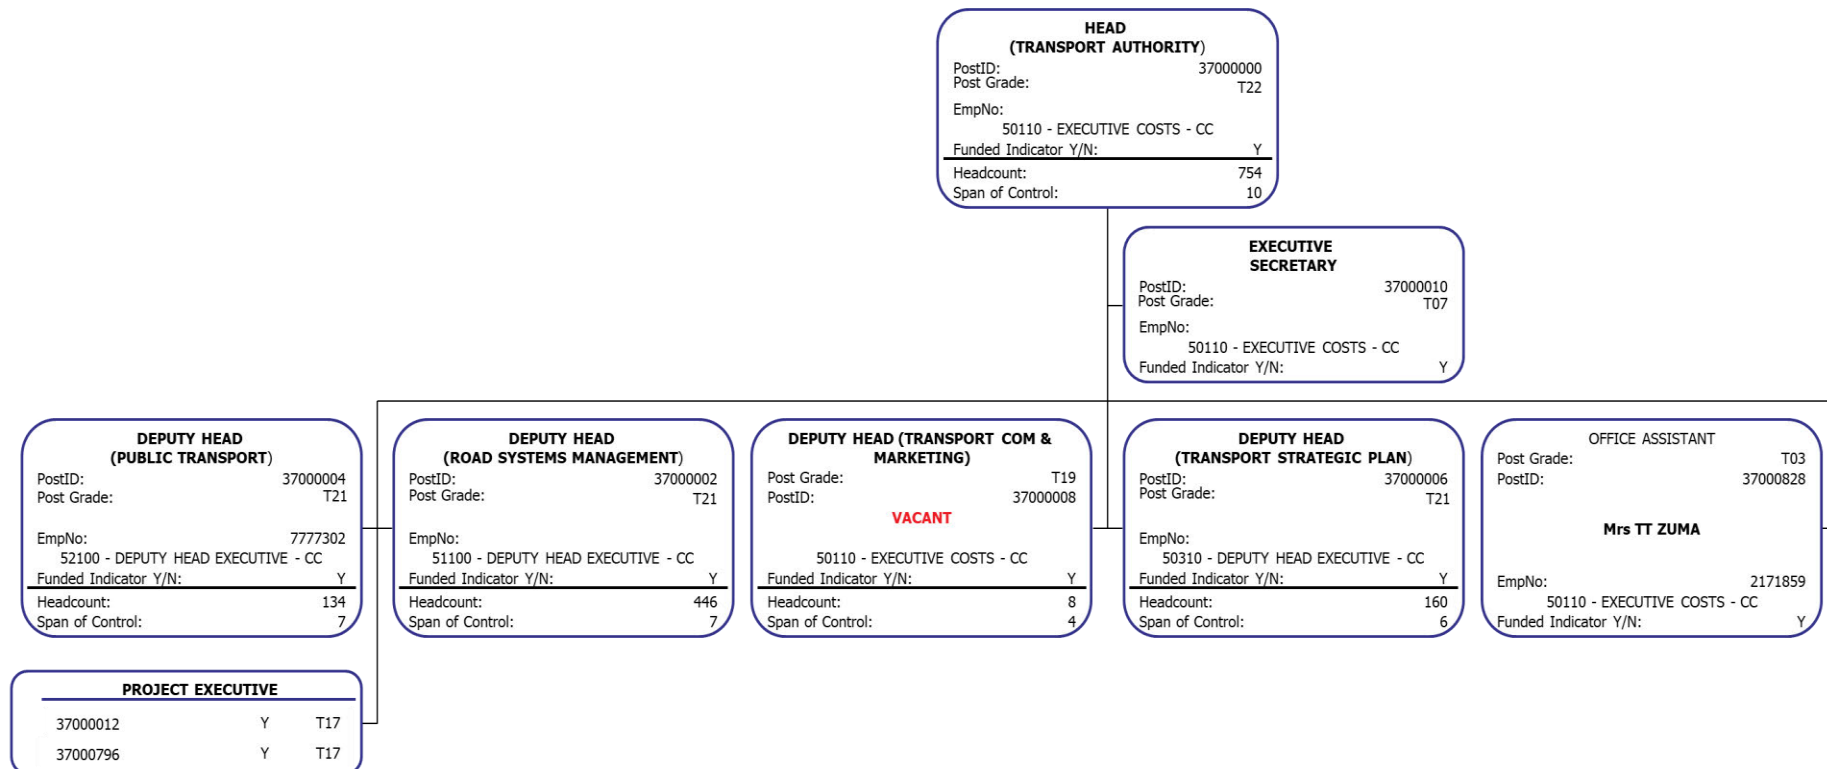 HEAD
(TRANSPORT AUTHORITY)
PostID: 37000000
Post Grade: T22
EmpNo:
50110 - EXECUTIVE COSTS - CC
Funded Indicator Y/N: Y
Headcount: 754
Span of Control: 10
EXECUTIVE
SECRETARY
PostID: 37000010
Post Grade: T07
EmpNo:
50110 - EXECUTIVE COSTS - CC
Funded Indicator Y/N: Y
DEPUTY HEAD
(PUBLIC TRANSPORT)
PostID: 37000004
Post Grade: T21
EmpNo: 7777302
52100 - DEPUTY HEAD EXECUTIVE - CC
Funded Indicator Y/N: Y
Headcount: 134
Span of Control: 7
DEPUTY HEAD
(ROAD SYSTEMS MANAGEMENT)
PostID: 37000002
Post Grade: T21
EmpNo:
51100 - DEPUTY HEAD EXECUTIVE - CC
Funded Indicator Y/N: Y
Headcount: 446
Span of Control: 7
DEPUTY HEAD (TRANSPORT COM &
MARKETING)
Post Grade: T19
PostID: 37000008
VACANT
50110 - EXECUTIVE COSTS - CC
Funded Indicator Y/N: Y
Headcount: 8
Span of Control: 4
DEPUTY HEAD
(TRANSPORT STRATEGIC PLAN)
PostID: 37000006
Post Grade: T21
EmpNo:
50310 - DEPUTY HEAD EXECUTIVE - CC
Funded Indicator Y/N: Y
Headcount: 160
Span of Control: 6
OFFICE ASSISTANT
Post Grade: T03
PostID: 37000828
Mrs TT ZUMA
EmpNo: 2171859
50110 - EXECUTIVE COSTS - CC
Funded Indicator Y/N: Y
PROJECT EXECUTIVE
37000012 Y T17
37000796 Y T17